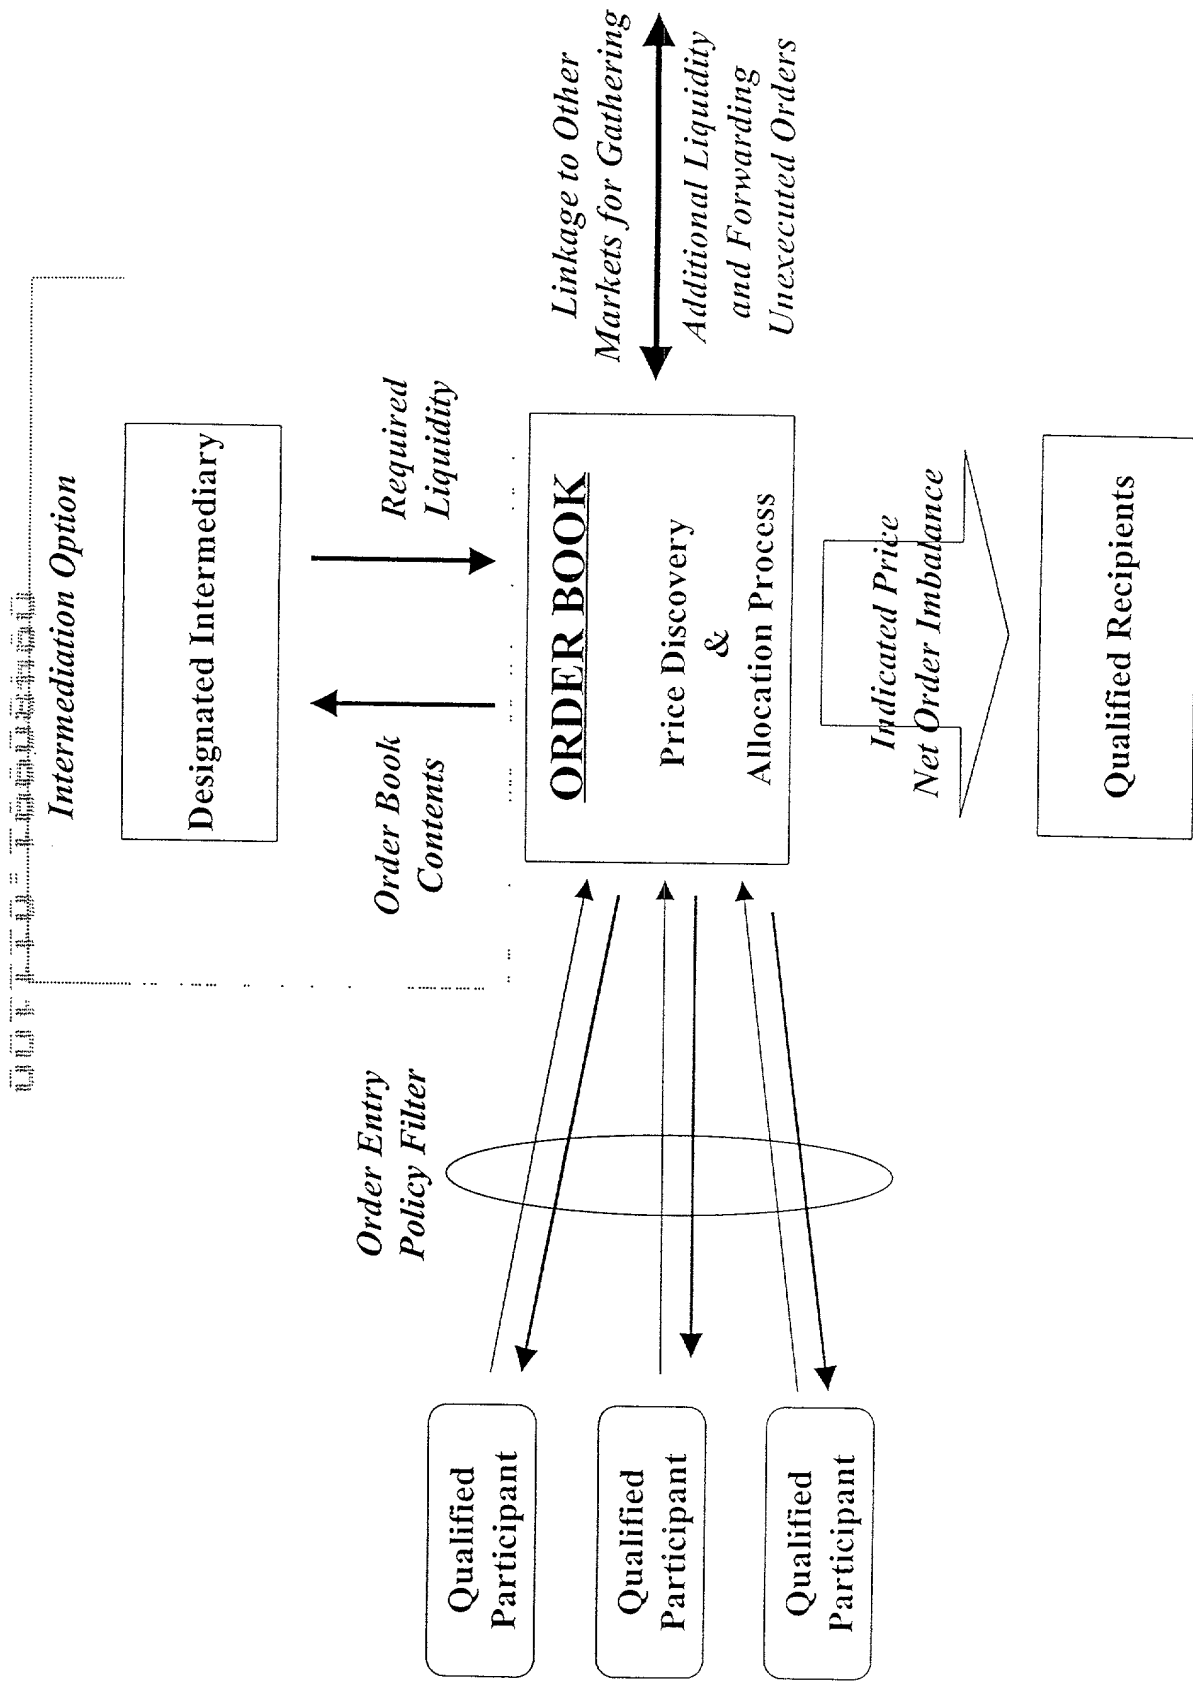 Intermediation Option
Designated Intermediary
Order Book
Contents
Required
Liquidity
Order Entry
Policy Filter
Qualified
Participant
Qualified
Participant
Qualified
Participant
ORDER BOOK
Price Discovery
&
Allocation Process
Linkage to Other
Markets for Gathering
Additional Liquidity
and Forwarding
Unexecuted Orders
Indicated Price
Net Order Imbalance
Qualified Recipients